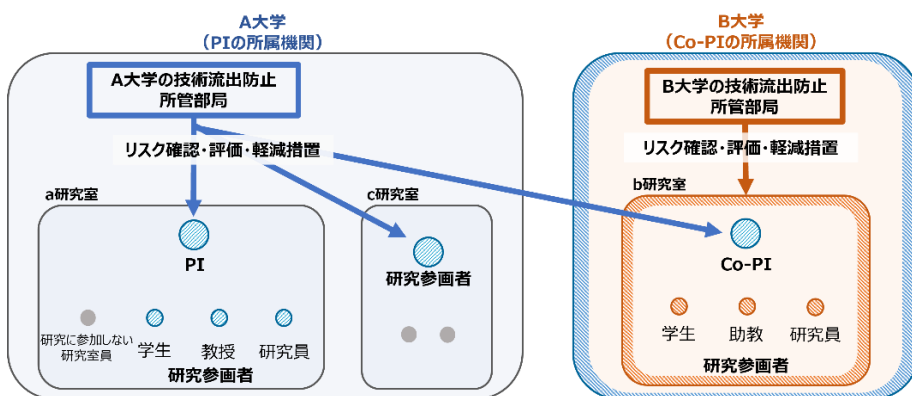 A大学
(PIの所属機関)
B大学
(Co-PIの所属機関)
A大学の技術流出防止
所管部局
B大学の技術流出防止
所管部局
リスク確認・評価・軽減措置
リスク確認・評価・軽減措置
a研究室
c研究室
b研究室
PI
研究参画者
Co-PI
研究に参加しない
研究室員
学生
教授
研究員
研究参画者
学生
助教
研究員
研究参画者